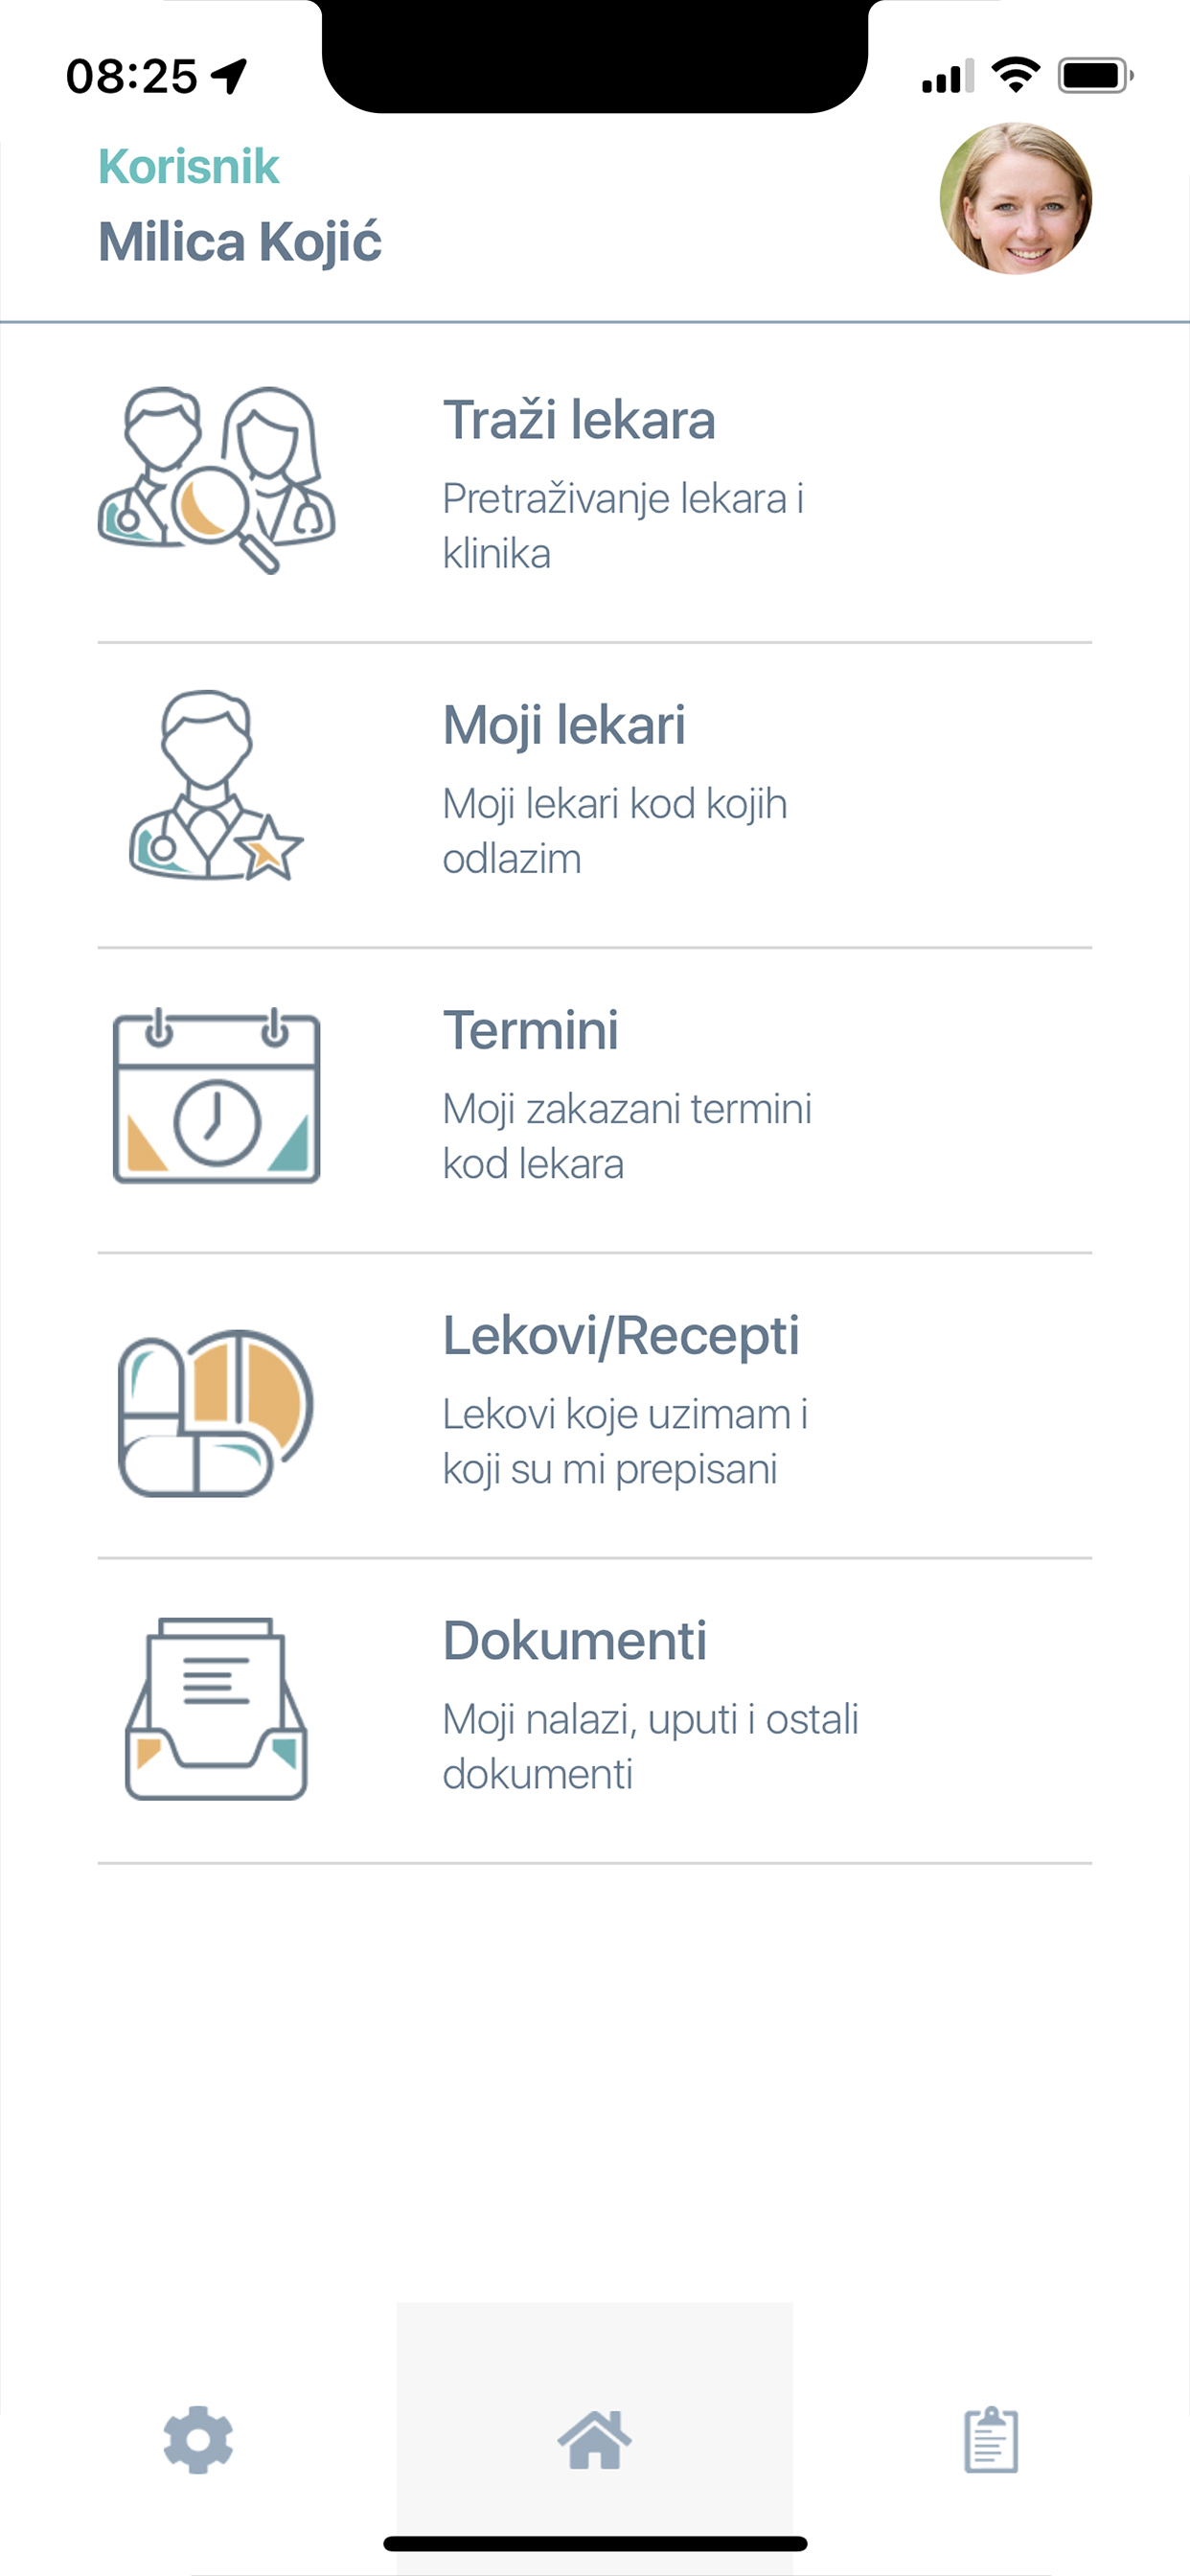 08:25
Korisnik
Milica Kojić
Traži lekara
Pretraživanje lekara i
klinika
Moji lekari
Moji lekari kod kojih
odlazim
Termini
Moji zakazani termini
kod lekara
Lekovi/Recepti
Lekovi koje uzimam i
koji su mi prepisani
Dokumenti
Moji nalazi, uputi i ostali
dokumenti